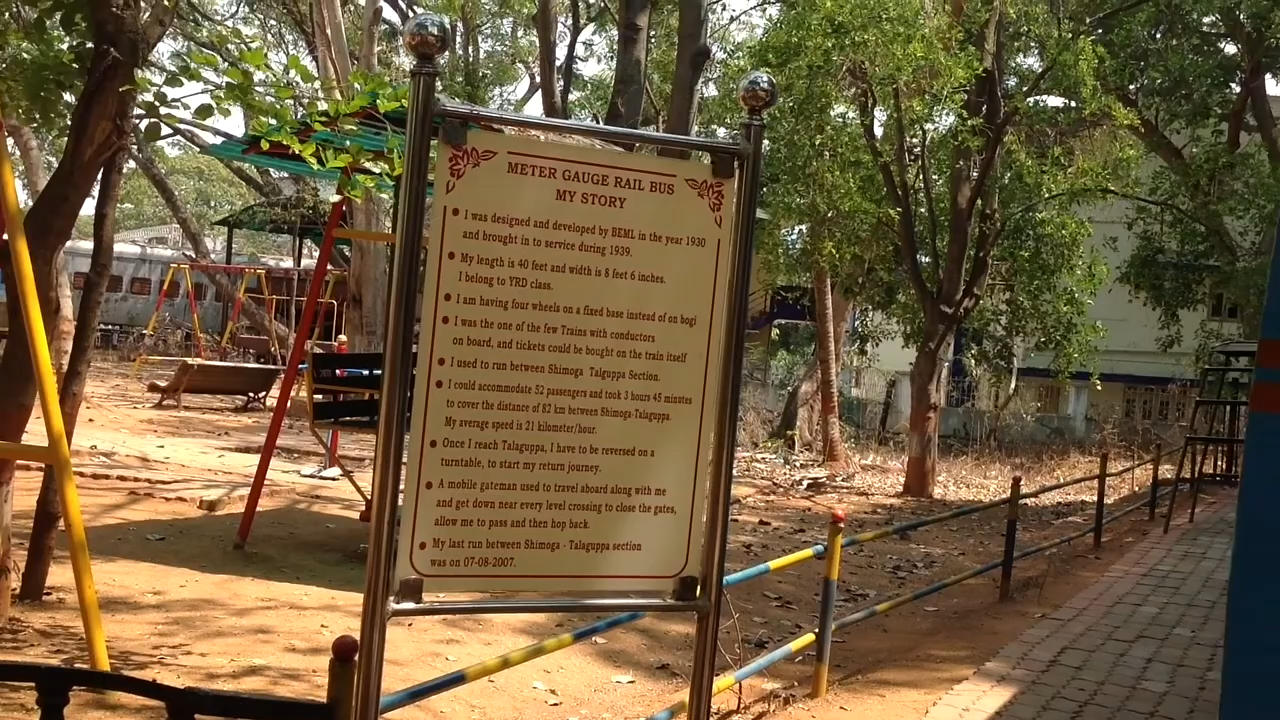 METER GAUGE RAIL BUS
MY STORY
• I was designed and developed by BEML in the year 1930
and brought in to service during 1939.
• My length is 40 feet and width is 8 feet 6 inches.
I belong to YRD class.
• I am having four wheels on a fixed base instead of on bogi
• I was the one of the few Trains with conductors
on board, and tickets could be bought on the train itself
• I used to run between Shimoga Talguppa Section.
• I could accommodate 52 passengers and took 3 hours 45 minutes
to cover the distance of 82 km between Shimoga-Talaguppa.
My average speed is 21 kilometer/hour.
• Once I reach Talaguppa, I have to be reversed on a
turntable, to start my return journey.
• A mobile gateman used to travel aboard along with me
and get down near every level crossing to close the gates,
allow me to pass and then hop back.
• My last run between Shimoga - Talaguppa section
was on 07-08-2007.